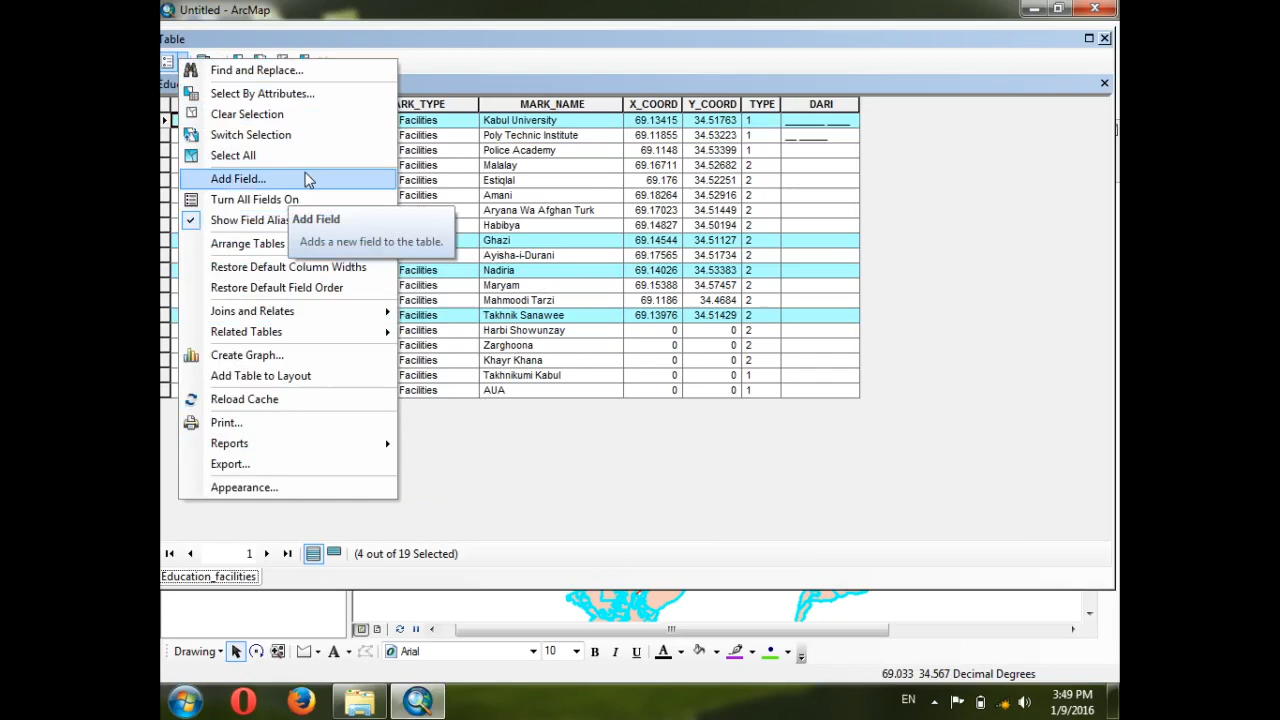 Untitled - ArcMap
Table
Find and Replace...
Select By Attributes...
Clear Selection
Switch Selection
Select All
Add Field...
Turn All Fields On
Show Field Alias
Arrange Tables
Restore Default Column Widths
Restore Default Field Order
Joins and Relates
Related Tables
Create Graph...
Add Table to Layout
Reload Cache
Print...
Reports
Export...
Appearance...
Add Field
Adds a new field to the table.
MARK_NAME X_COORD Y_COORD TYPE DARI
Facilities Kabul University 69.13415 34.51763 1
Facilities Poly Technic Institute 69.11855 34.53223 1
Facilities Police Academy 69.1148 34.53399 1
Facilities Malalay 69.16711 34.52682 2
Facilities Estiqlal 69.176 34.52251 2
Facilities Amani 69.18264 34.52916 2
Aryana Wa Afghan Turk 69.17023 34.51449 2
Habibya 69.14827 34.50194 2
Ghazi 69.14544 34.51127 2
Ayisha-i-Durani 69.17565 34.51734 2
Facilities Nadiria 69.14026 34.53383 2
Facilities Maryam 69.15388 34.57457 2
Facilities Mahmoodi Tarzi 69.1186 34.4684 2
Facilities Takhnik Sanawee 69.13976 34.51429 2
Facilities Harbi Showunzay 0 0 2
Facilities Zarghoona 0 0 2
Facilities Khayr Khana 0 0 2
Facilities Takhnikumi Kabul 0 0 1
Facilities AUA 0 0 1
1 (4 out of 19 Selected)
Education_facilities
Drawing A Arial 10 B I U A
69.033 34.567 Decimal Degrees
EN 3:49 PM
1/9/2016